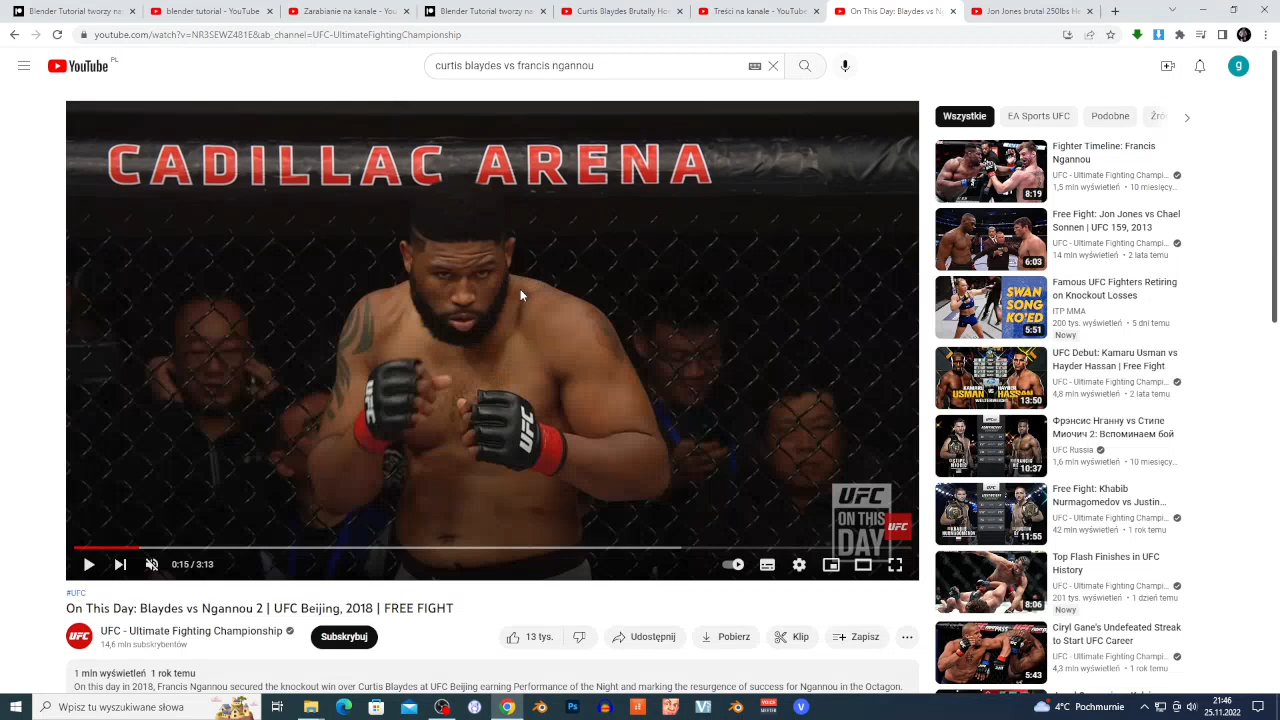 Blender Tutorial tworzy na
blender tutorial - YouTube
Zarabianie na kanale - You
Blender Tutorial tworzy ne
Curtis Blaydes Brutally Ho
Treści na kanale - YouTube
On This Day: Blaydes vs Ng
Jon Jones brutal 250lbs He
youtube.com/watch?v=NR3SEWZ481E&ab_channel=UFC-UltimateFightingChampionship
YouTube PL
curtis blaydes vs francis ngannou
g
CADILLAC ARENA
UFC
ON THIS
DAY
UFC
0:15 / 3:13
#UFC
On This Day: Blaydes vs Ngannou 2 | UFC Beijing, 2018 | FREE FIGHT
UFC
UFC - Ultimate Fighting Championship
14,6 mln subskrybentów
Subskrybuj
13 tys.
Udostępnij
Pobierz
Klip
Zapisz
1 mln wyświetleń 1 rok temu
On this day in 2018, Francis Ngannou secured the knockout over Curtis Blaydes at UFC Beijing earning a performance of the night bonus and marking the resurgence of Francis Ngannou in the Octagon.
Wszystkie
EA Sports UFC
Podobne
Fighter Timeline: Francis
Ngannou
UFC - Ultimate Fighting Champi...
1,5 mln wyświetleń • 10 miesięcy...
8:19
Free Fight: Jon Jones vs Chael
Sonnen | UFC 159, 2013
UFC - Ultimate Fighting Champi...
14 mln wyświetleń • 2 lata temu
6:03
Famous UFC Fighters Retiring
on Knockout Losses
ITP MMA
200 tys. wyświetleń • 5 dni temu
Nowy
SWAN
SONG
KO'ED
5:51
UFC Debut: Kamaru Usman vs
Hayder Hassan | Free Fight
UFC - Ultimate Fighting Champi...
4,8 mln wyświetleń • 2 lata temu
KAMARU
USMAN
VS
HAYDER
HASSAN
WELTERWEIGHT
13:50
Фрэнсис Нганну vs Стипе
Миочич 2: Вспоминаем бой
UFC Russia
1,6 mln wyświetleń • 10 miesięcy...
10:37
Free Fight: Khabib
Nurmagomedov vs Justin...
UFC - Ultimate Fighting Champi...
42 mln wyświetleń • 1 rok temu
11:55
Top Flash Finishes in UFC
History
UFC - Ultimate Fighting Champi...
201 tys. wyświetleń • 1 dzień temu
Nowy
8:06
Ciryl Gane's Undefeated Streak
to Start UFC Career
UFC - Ultimate Fighting Champi...
4,3 mln wyświetleń • 1 rok temu
5:43
Wpisz tu wyszukiwane słowa
4°C Pochmurnie
21:46
25.11.2022